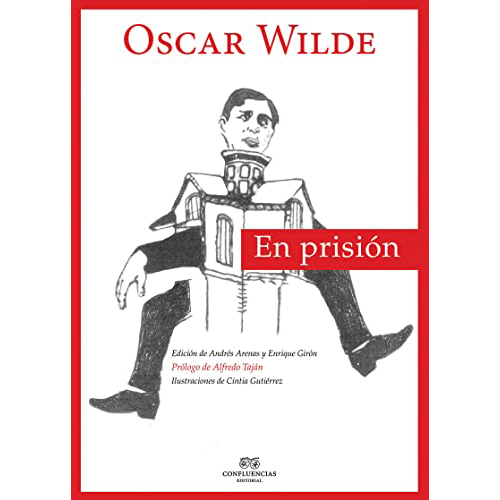 OSCAR WILDE
En prisión
Edición de Andrés Arenas y Enrique Girón
Prólogo de Alfredo Taján
Ilustraciones de Cintia Gutiérrez
CONFLUENCIAS
EDITORIAL